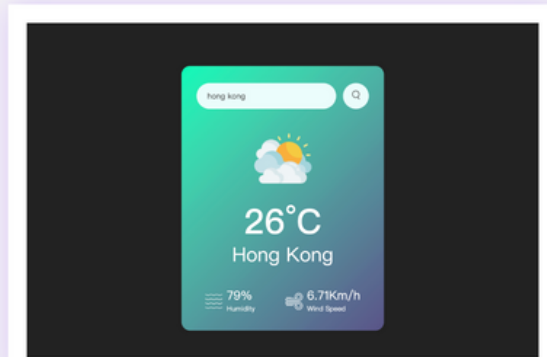 hong kong
26°C
Hong Kong
79%
Humidity
6.71Km/h
Wind Speed